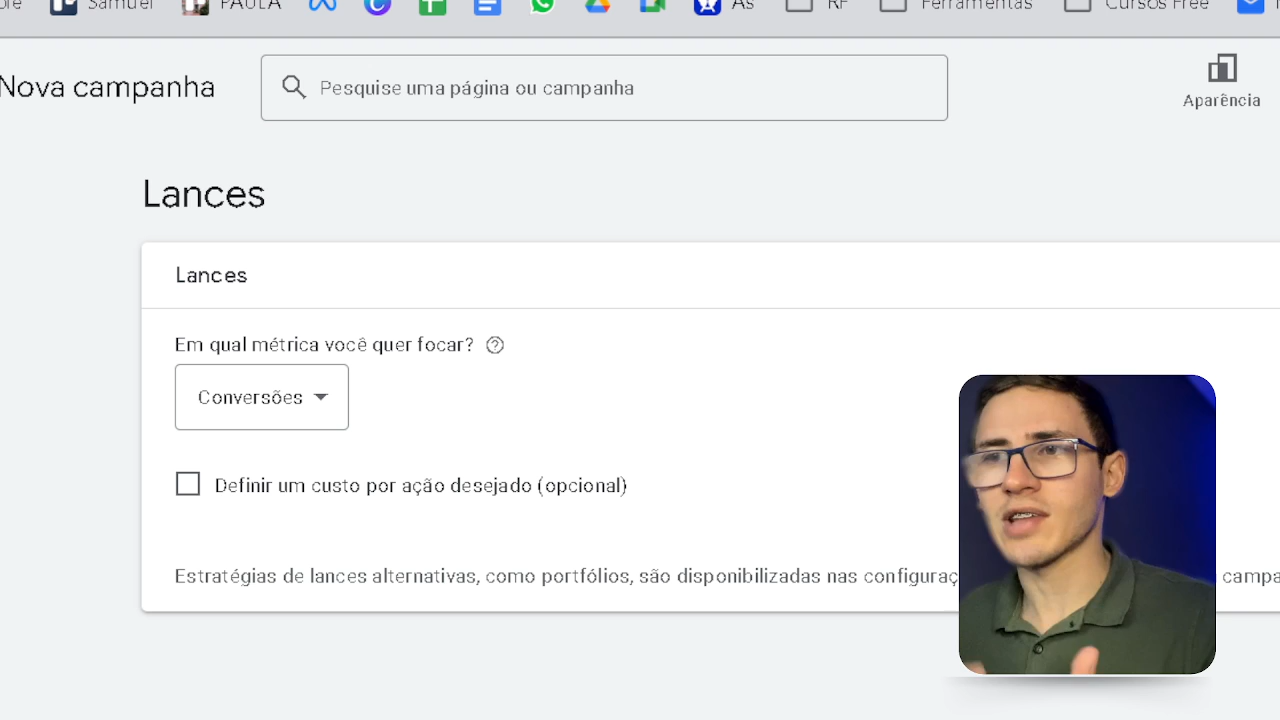 Samuel PAULA As RF Ferramentas Cursos Free
Nova campanha
Pesquise uma página ou campanha
Aparência
Lances
Lances
Em qual métrica você quer focar?
Conversões
Definir um custo por ação desejado (opcional)
Estratégias de lances alternativas, como portfólios, são disponibilizadas nas